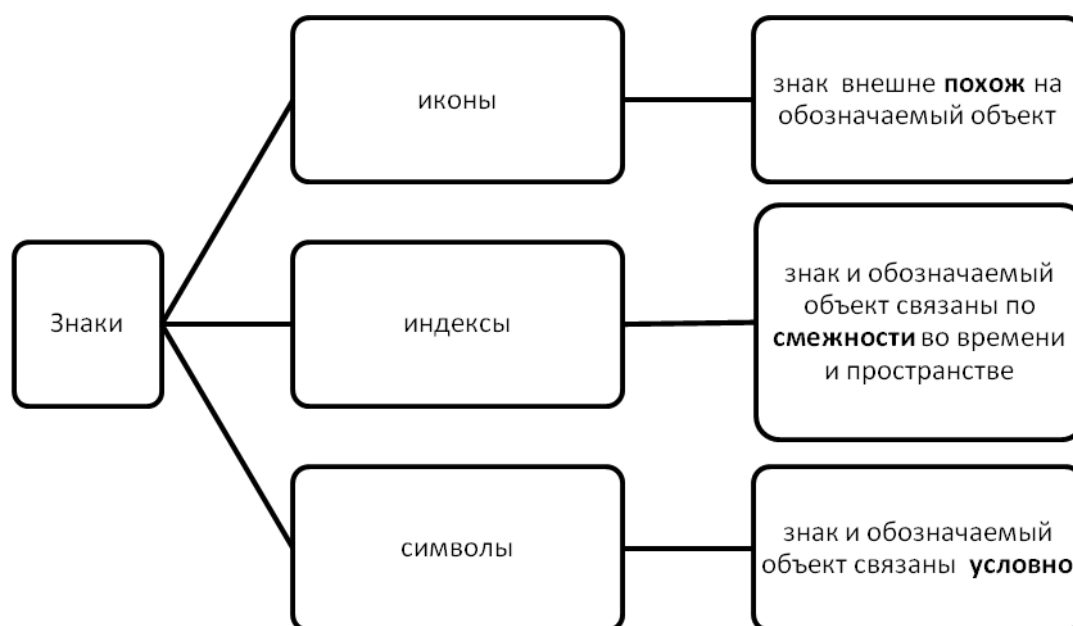 иконы
знак внешне похож на
обозначаемый объект
Знаки
индексы
знак и обозначаемый
объект связаны по
смежности во времени
и пространстве
символы
знак и обозначаемый
объект связаны условно